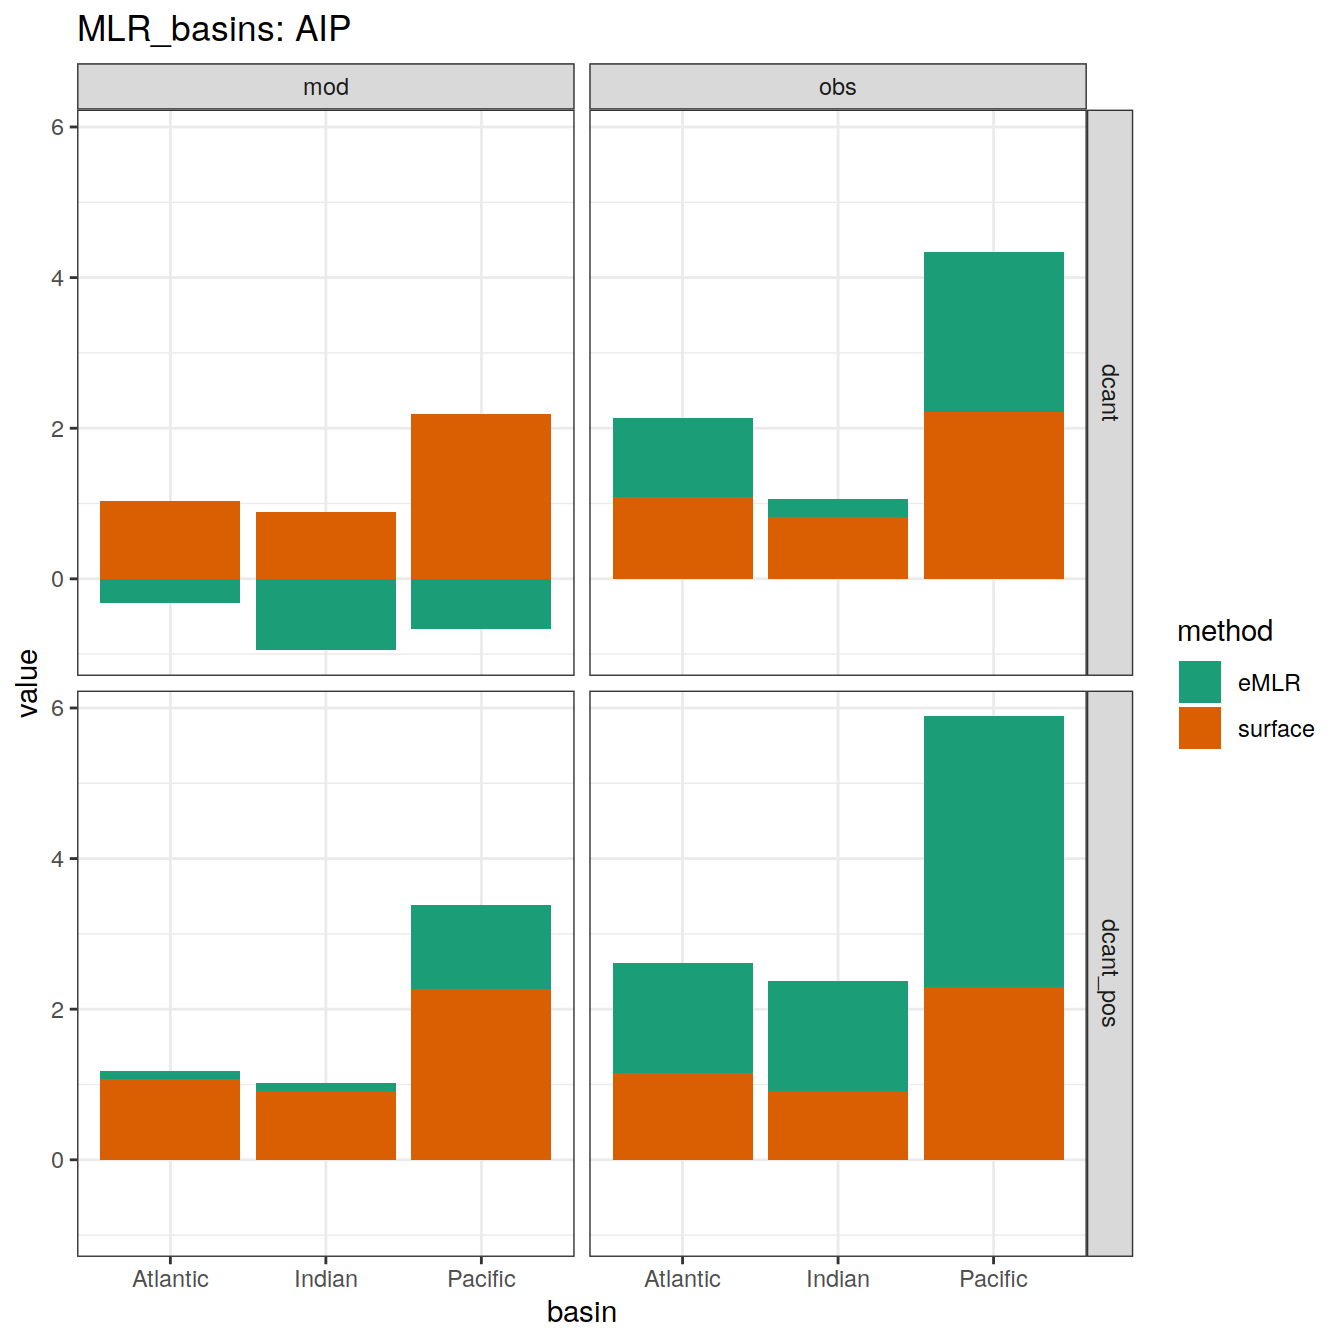 MLR_basins: AIP
mod
obs
6
4
2
0
dcant
value
6
4
2
0
dcant_pos
Atlantic
Indian
Pacific
Atlantic
Indian
Pacific
basin
method
eMLR
surface